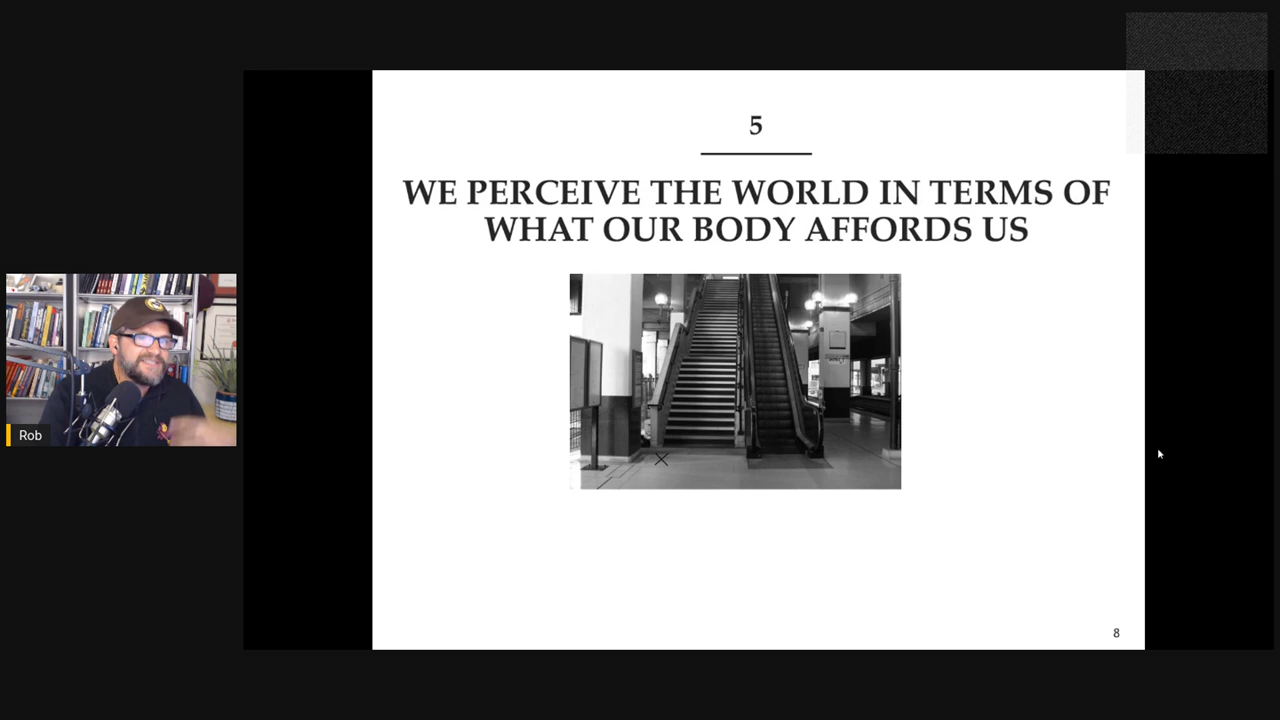 5
WE PERCEIVE THE WORLD IN TERMS OF
WHAT OUR BODY AFFORDS US
Rob
8